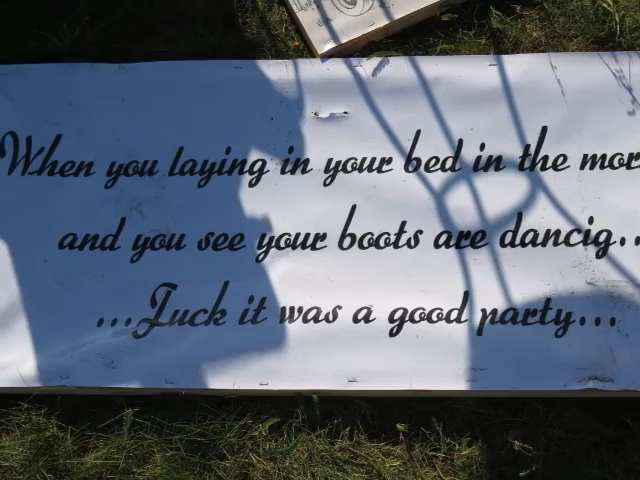 When you laying in your bed in the mor
and you see your boots are dancig..
...Fuck it was a good party...